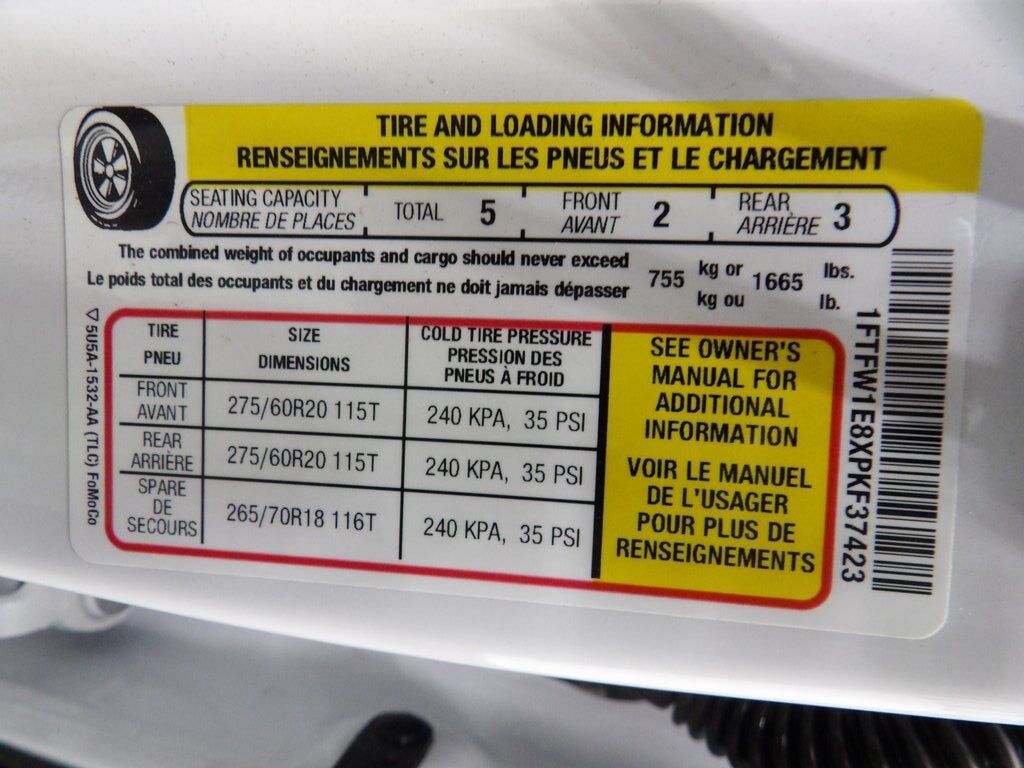 TIRE AND LOADING INFORMATION
RENSEIGNEMENTS SUR LES PNEUS ET LE CHARGEMENT
SEATING CAPACITY TOTAL 5 FRONT 2 REAR 3
NOMBRE DE PLACES AVANT ARRIÈRE
The combined weight of occupants and cargo should never exceed 755 kg or 1665 lbs.
Le poids total des occupants et du chargement ne doit jamais dépasser kg ou lb.
TIRE SIZE COLD TIRE PRESSURE
PNEU DIMENSIONS PRESSION DES
PNEUS À FROID
FRONT
AVANT 275/60R20 115T 240 KPA, 35 PSI
REAR
ARRIÈRE 275/60R20 115T 240 KPA, 35 PSI
SPARE
DE
SECOURS 265/70R18 116T 240 KPA, 35 PSI
SEE OWNER'S
MANUAL FOR
ADDITIONAL
INFORMATION
VOIR LE MANUEL
DE L'USAGER
POUR PLUS DE
RENSEIGNEMENTS
5U5A-1532-AA (TLC) FoMoCo
1FTFW1E8XPKF37423